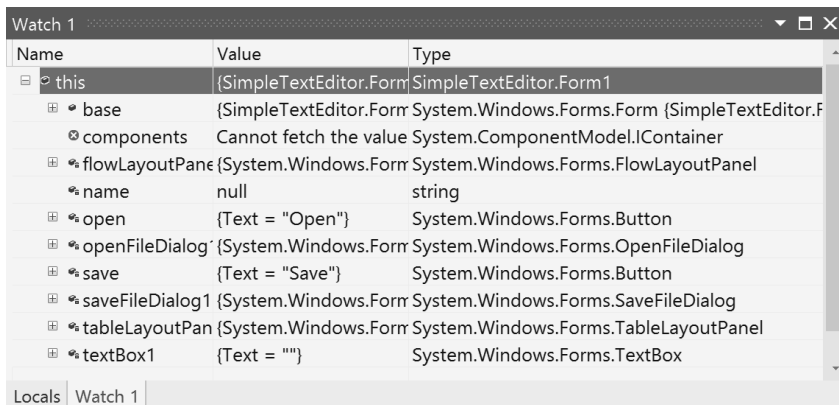 Watch 1
Name Value Type
this {SimpleTextEditor.Form SimpleTextEditor.Form1
base {SimpleTextEditor.Form System.Windows.Forms.Form {SimpleTextEditor.F
components Cannot fetch the value System.ComponentModel.IContainer
flowLayoutPane {System.Windows.Form System.Windows.Forms.FlowLayoutPanel
name null string
open {Text = "Open"} System.Windows.Forms.Button
openFileDialog1 {System.Windows.Form System.Windows.Forms.OpenFileDialog
save {Text = "Save"} System.Windows.Forms.Button
saveFileDialog1 {System.Windows.Form System.Windows.Forms.SaveFileDialog
tableLayoutPan {System.Windows.Form System.Windows.Forms.TableLayoutPanel
textBox1 {Text = ""} System.Windows.Forms.TextBox
Locals Watch 1